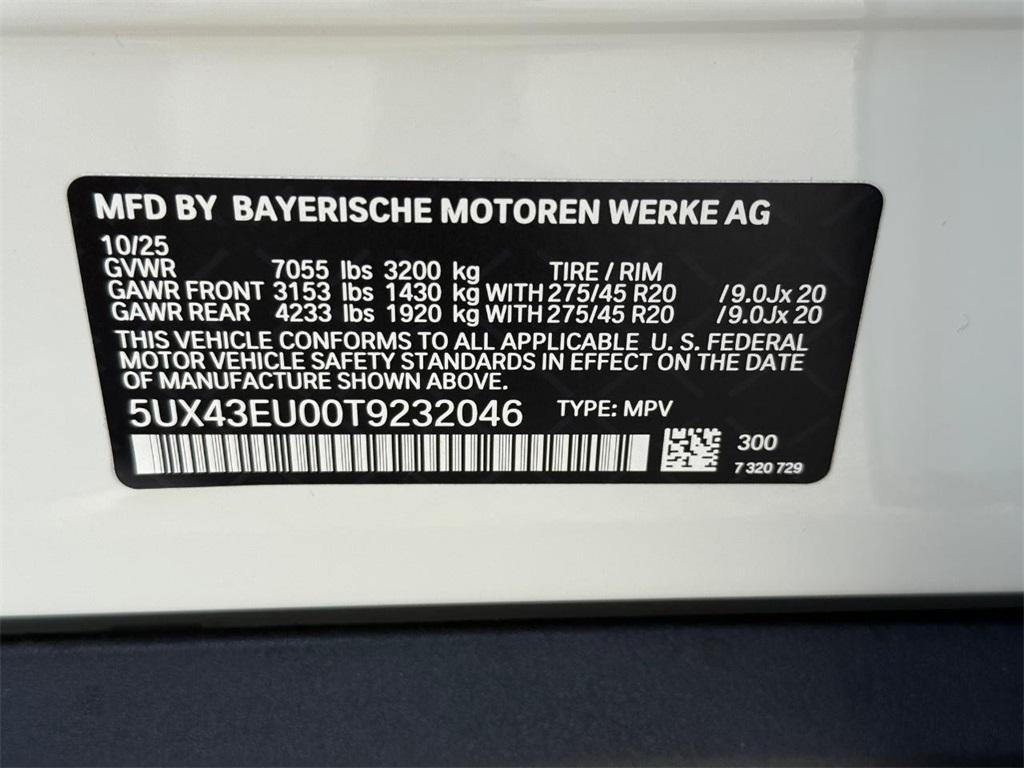 MFD BY BAYERISCHE MOTOREN WERKE AG
10/25
GVWR 7055 lbs 3200 kg TIRE / RIM
GAWR FRONT 3153 lbs 1430 kg WITH 275/45 R20 /9.0Jx 20
GAWR REAR 4233 lbs 1920 kg WITH 275/45 R20 /9.0Jx 20
THIS VEHICLE CONFORMS TO ALL APPLICABLE U. S. FEDERAL
MOTOR VEHICLE SAFETY STANDARDS IN EFFECT ON THE DATE
OF MANUFACTURE SHOWN ABOVE.
5UX43EU00T9232046 TYPE: MPV
300
7 320 729